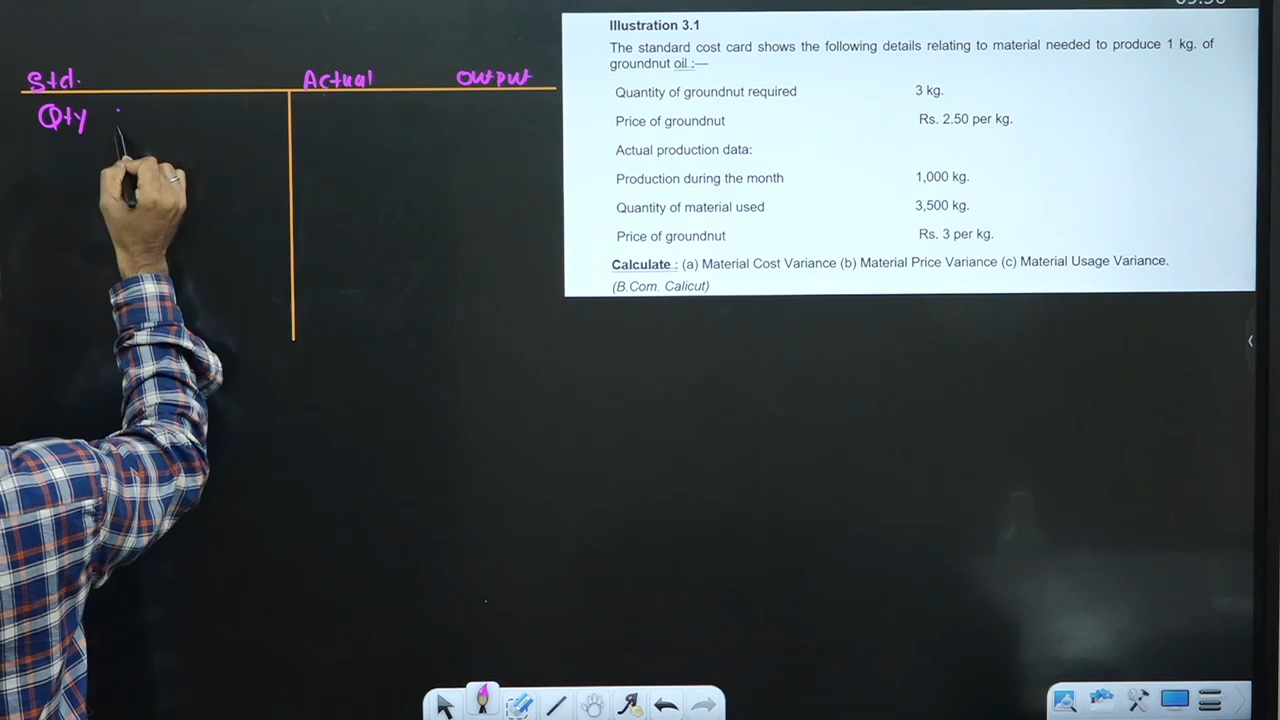 Std. Actual Output
Qty :
Illustration 3.1
The standard cost card shows the following details relating to material needed to produce 1 kg. of
groundnut oil :—
Quantity of groundnut required 3 kg.
Price of groundnut Rs. 2.50 per kg.
Actual production data:
Production during the month 1,000 kg.
Quantity of material used 3,500 kg.
Price of groundnut Rs. 3 per kg.
Calculate : (a) Material Cost Variance (b) Material Price Variance (c) Material Usage Variance.
(B.Com. Calicut)